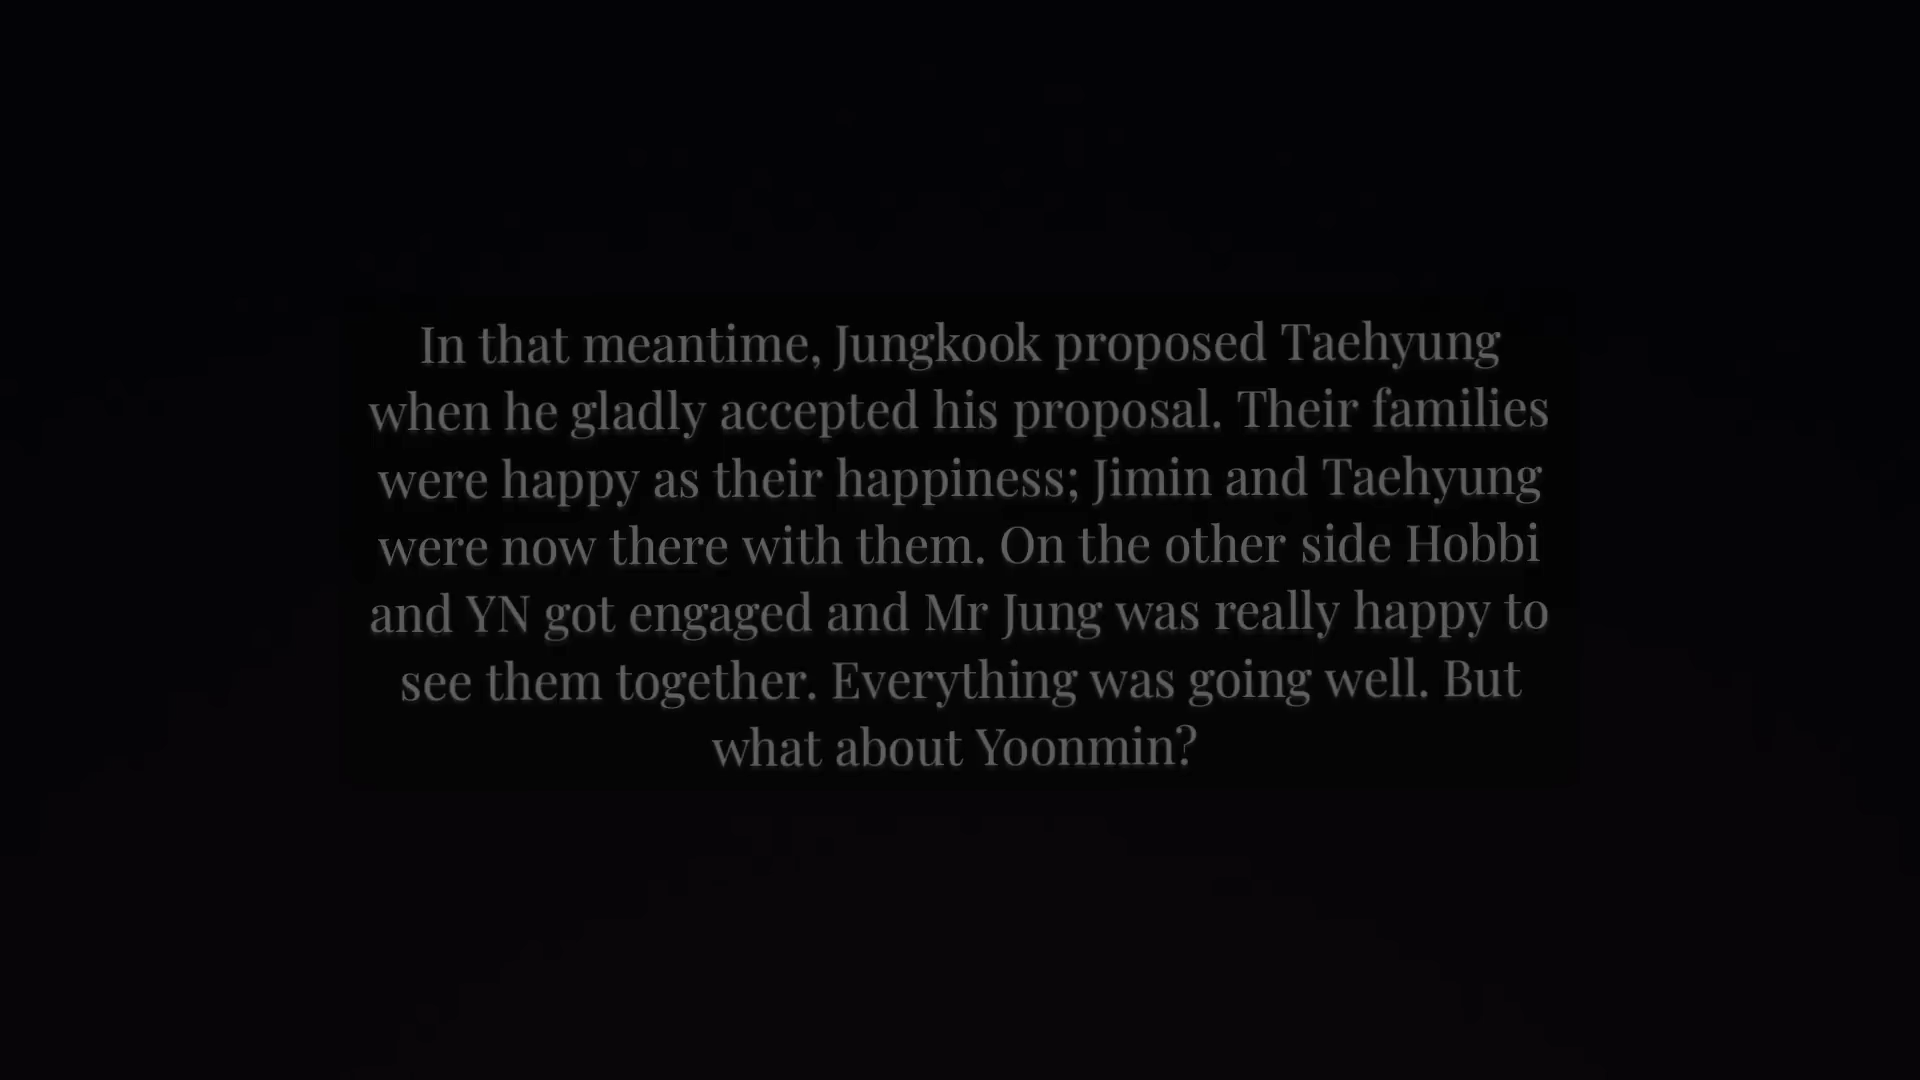 In that meantime, Jungkook proposed Taehyung
when he gladly accepted his proposal. Their families
were happy as their happiness; Jimin and Taehyung
were now there with them. On the other side Hobbi
and YN got engaged and Mr Jung was really happy to
see them together. Everything was going well. But
what about Yoonmin?